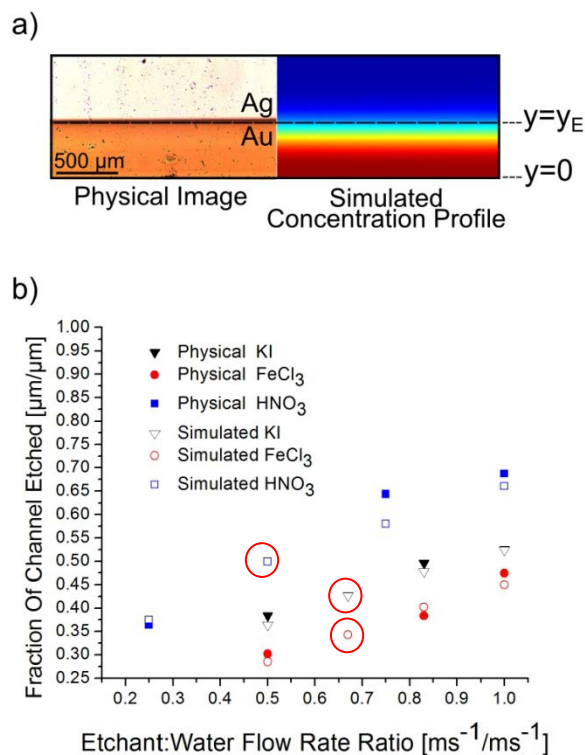 a)
Ag
Au
500 µm
y=y_E
y=0
Physical Image
Simulated
Concentration Profile
b)
Fraction Of Channel Etched [µm/µm]
1.00
0.95
0.90
0.85
0.80
0.75
0.70
0.65
0.60
0.55
0.50
0.45
0.40
0.35
0.30
0.25
Physical KI
Physical FeCl₃
Physical HNO₃
Simulated KI
Simulated FeCl₃
Simulated HNO₃
0.2 0.3 0.4 0.5 0.6 0.7 0.8 0.9 1.0
Etchant:Water Flow Rate Ratio [ms⁻¹/ms⁻¹]